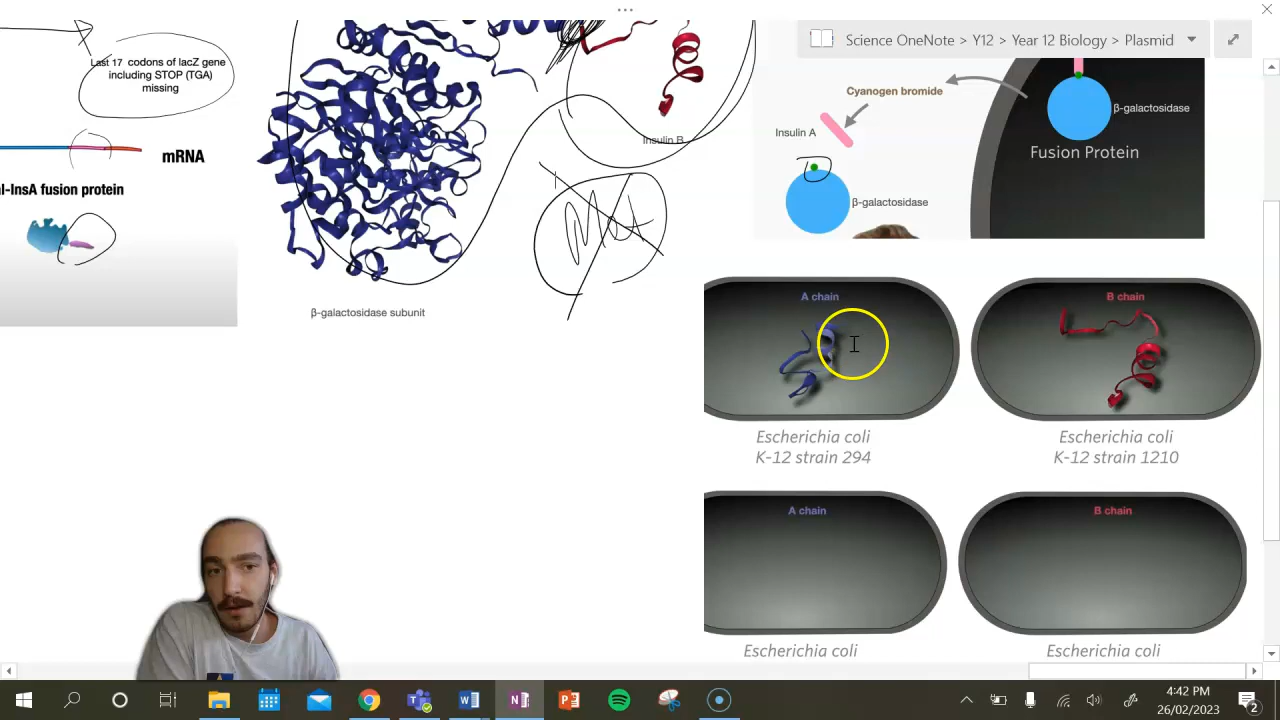 Science OneNote > Y12 > Year 12 Biology > Plasmid
Last 17 codons of lacZ gene
including STOP (TGA)
missing
mRNA
l-InsA fusion protein
β-galactosidase subunit
Insulin B
Met
Cyanogen bromide
Insulin A
β-galactosidase
β-galactosidase
Fusion Protein
A chain
B chain
Escherichia coli
K-12 strain 294
Escherichia coli
K-12 strain 1210
A chain
B chain
Escherichia coli
Escherichia coli
4:42 PM
26/02/2023
2